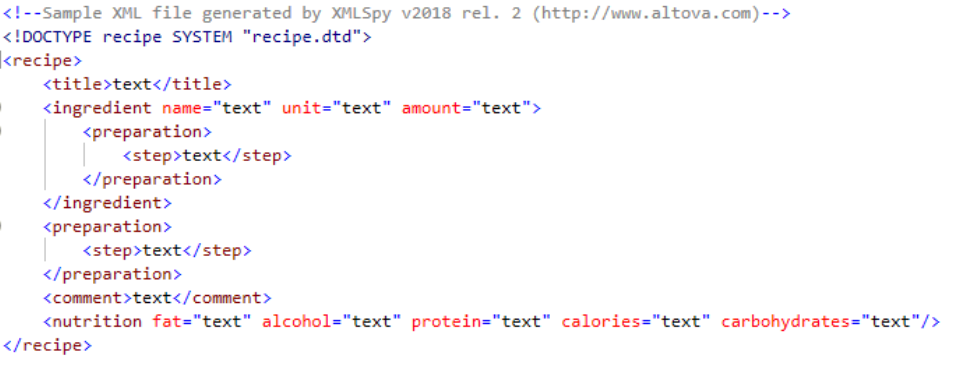 <!--Sample XML file generated by XMLSpy v2018 rel. 2 (http://www.altova.com)-->
<!DOCTYPE recipe SYSTEM "recipe.dtd">
<recipe>
    <title>text</title>
    <ingredient name="text" unit="text" amount="text">
        <preparation>
            <step>text</step>
        </preparation>
    </ingredient>
    <preparation>
        <step>text</step>
    </preparation>
    <comment>text</comment>
    <nutrition fat="text" alcohol="text" protein="text" calories="text" carbohydrates="text"/>
</recipe>